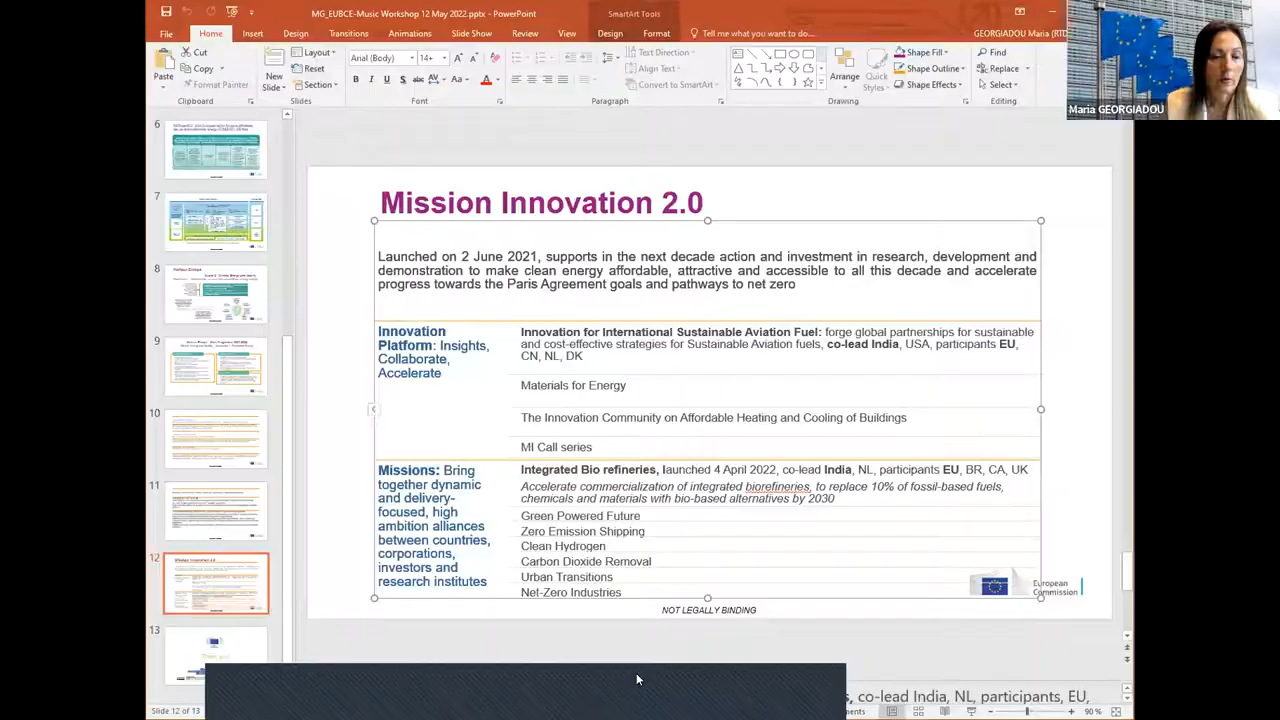 MG_EUBCE-Music Workshop 12 May 2022.pptx - PowerPoint
SmartArt Tools
File Home Insert Design Transitions Animations Slide Show Review View Design Format Tell me what you want to do...
GEORGIADOU Maria (RTD
Cut
Copy
Format Painter
Paste
Clipboard
New
Slide
Layout
Reset
Section
Slides
Arial (Body) 14+
Font
Text Direction
Align Text
Convert to SmartArt
Paragraph
Arrange
Quick
Styles
Shape Fill
Shape Outline
Shape Effects
Drawing
Find
Replace
Select
Editing
Maria GEORGIADOU
6
7
8
9
10
11
12
13
Mission Innovation 2.0
Launched on 2 June 2021, supports in the next decade action and investment in research, development and
demonstration to make clean energy affordable, attractive and accessible to all this decade and accelerate
progress towards the Paris Agreement goals and pathways to net zero
Innovation
Platform: Insights,
Collaborate,
Accelerate
Innovation for International Sustainable Aviation Fuel: forge global partnerships for sustainable
and cost-effective strategies for Sustainable Aviation fuels, co-lead India, USA, participants EU,
CN, NL, DK
Materials for Energy
The Innovation Community on Affordable Heating and Cooling of Buildings
MI Call series
Missions: Bring
together dynamic
and delivery-
focused, high
ambition alliances
between countries,
corporations,
investors and
research institutes
Integrated Bio refineries, launched 4 April 2022, co-lead India, NL, participants EU, BR, CA, UK
Accelerate commercialization of integrated biorefineries, to replace 10% of fossil-based fuels,
chemicals and materials with bio-based alternatives by 2030
Green Powered Future
Zero Emission Shipping
Clean Hydrogen
Carbon Dioxide Removal
Urban Transitions
Net-Zero Industries
European
Commission
NOT LEGALLY BINDING
, co-lead India, NL, participants, EU,
Slide 12 of 13
90 %